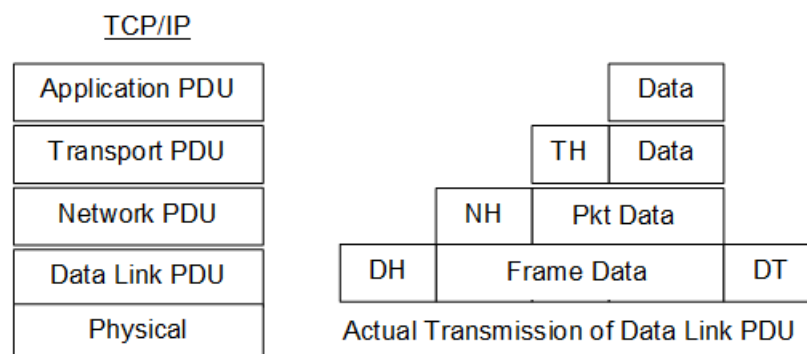 TCP/IP
Application PDU
Data
Transport PDU
TH
Data
Network PDU
NH
Pkt Data
Data Link PDU
DH
Frame Data
DT
Physical
Actual Transmission of Data Link PDU